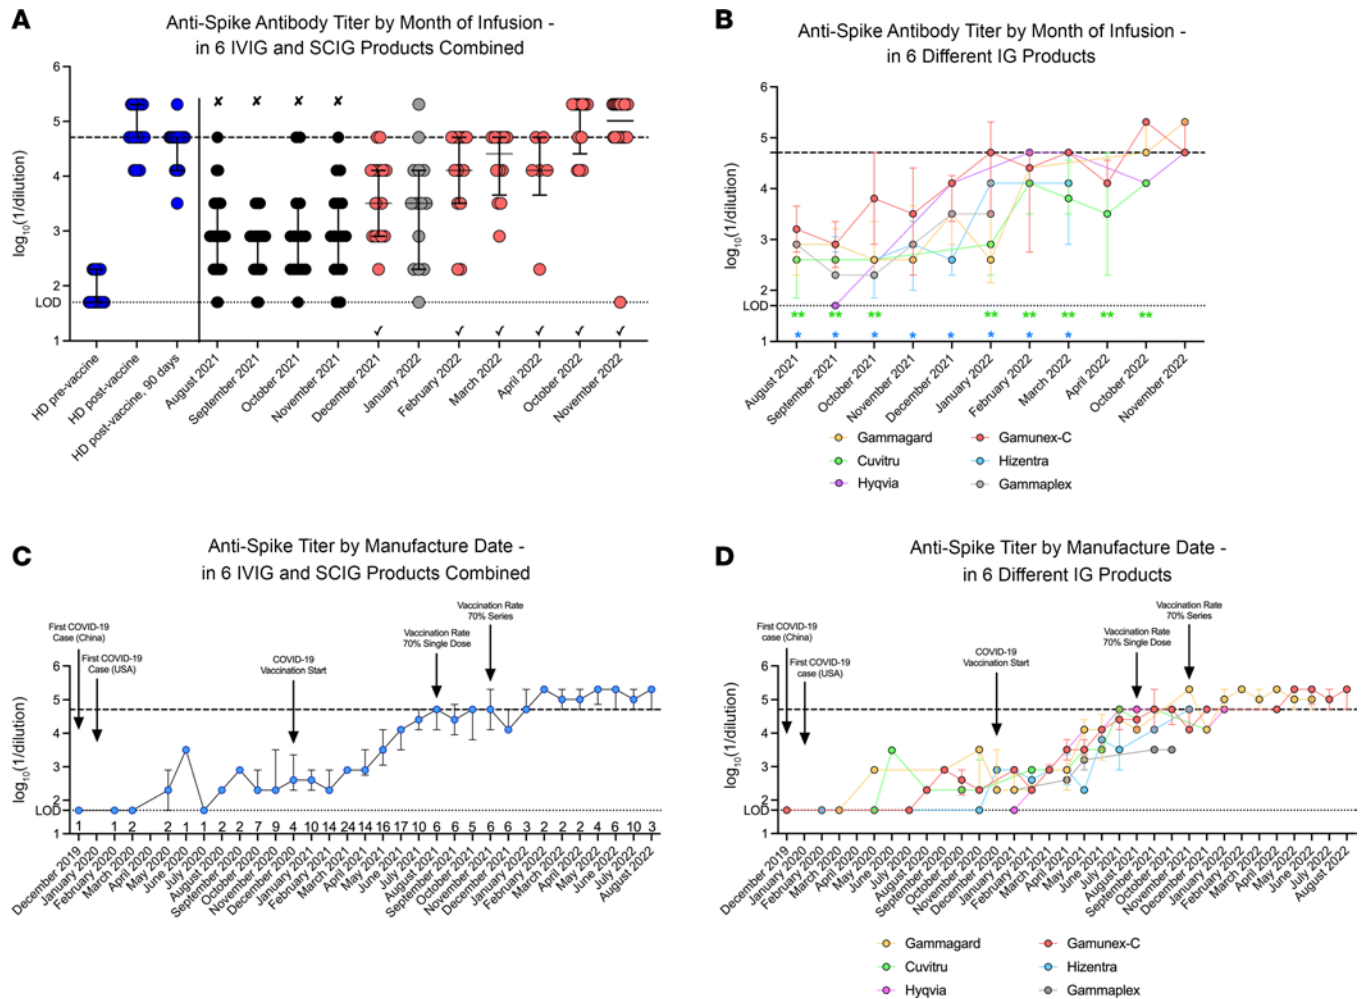 A
Anti-Spike Antibody Titer by Month of Infusion -
in 6 IVIG and SCIG Products Combined
log10(1/dilution)
6
5
4
3
2
LOD
1
✗ ✗ ✗ ✗
✓ ✓ ✓ ✓ ✓ ✓
HD pre-vaccine
HD post-vaccine
HD post-vaccine, 90 days
August 2021
September 2021
October 2021
November 2021
December 2021
January 2022
February 2022
March 2022
April 2022
October 2022
November 2022
B
Anti-Spike Antibody Titer by Month of Infusion -
in 6 Different IG Products
log10(1/dilution)
6
5
4
3
2
LOD
1
** ** ** ** ** ** ** **
* * * * * * * *
August 2021
September 2021
October 2021
November 2021
December 2021
January 2022
February 2022
March 2022
April 2022
October 2022
November 2022
Gammagard
Cuvitru
Hyqvia
Gamunex-C
Hizentra
Gammaplex
C
Anti-Spike Titer by Manufacture Date -
in 6 IVIG and SCIG Products Combined
First COVID-19
Case (China)
First COVID-19
Case (USA)
COVID-19
Vaccination Start
Vaccination Rate
70% Single Dose
Vaccination Rate
70% Series
log10(1/dilution)
6
5
4
3
2
LOD
1
1 1 2 2 1 1 2 2 7 9 4 10 14 24 14 16 17 10 6 6 5 6 6 3 2 2 2 4 6 10 3
December 2019
January 2020
February 2020
March 2020
April 2020
May 2020
June 2020
July 2020
August 2020
September 2020
October 2020
November 2020
December 2020
January 2021
February 2021
March 2021
April 2021
May 2021
June 2021
July 2021
August 2021
September 2021
October 2021
November 2021
December 2021
January 2022
February 2022
March 2022
April 2022
May 2022
June 2022
July 2022
August 2022
D
Anti-Spike Titer by Manufacture Date -
in 6 Different IG Products
First COVID-19
case (China)
First COVID-19
case (USA)
COVID-19
Vaccination Start
Vaccination Rate
70% Single Dose
Vaccination Rate
70% Series
log10(1/dilution)
6
5
4
3
2
LOD
1
December 2019
January 2020
February 2020
March 2020
April 2020
May 2020
June 2020
July 2020
August 2020
September 2020
October 2020
November 2020
December 2020
January 2021
February 2021
March 2021
April 2021
May 2021
June 2021
July 2021
August 2021
September 2021
October 2021
November 2021
December 2021
January 2022
February 2022
March 2022
April 2022
May 2022
June 2022
July 2022
August 2022
Gammagard
Cuvitru
Hyqvia
Gamunex-C
Hizentra
Gammaplex